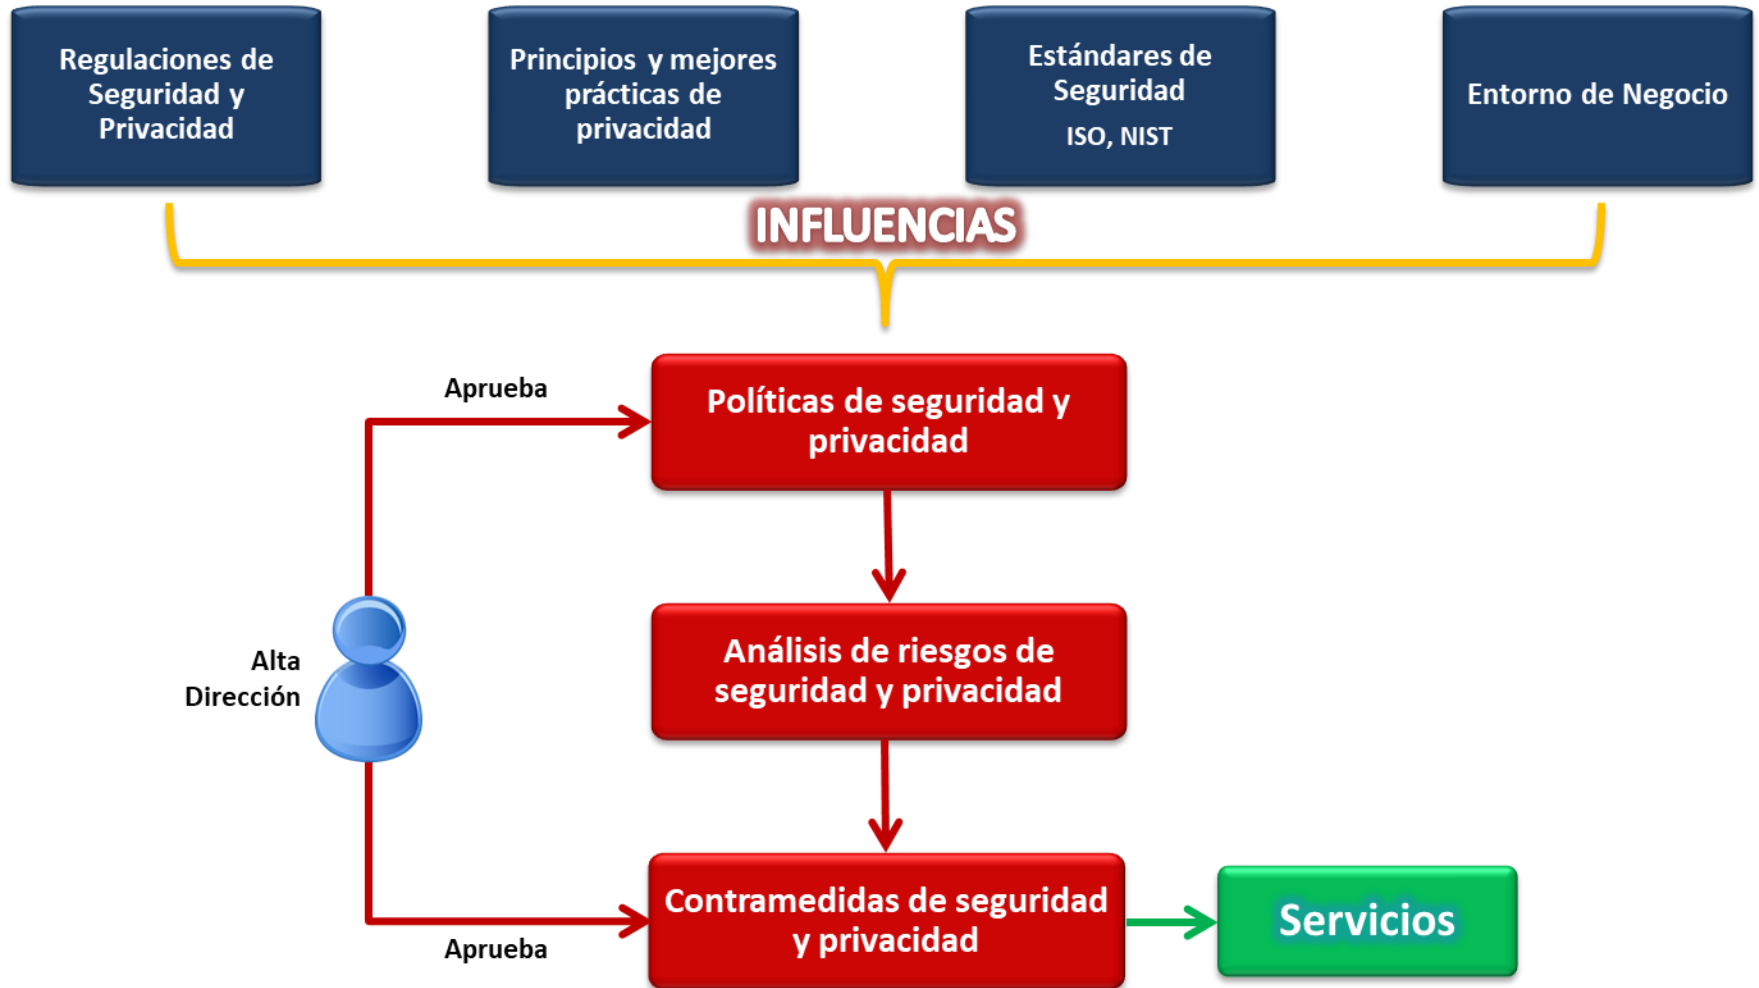 Regulaciones de
Seguridad y
Privacidad
Principios y mejores
prácticas de
privacidad
Estándares de
Seguridad
ISO, NIST
Entorno de Negocio
INFLUENCIAS
Aprueba
Políticas de seguridad y
privacidad
Alta
Dirección
Análisis de riesgos de
seguridad y privacidad
Contramedidas de seguridad
y privacidad
Aprueba
Servicios